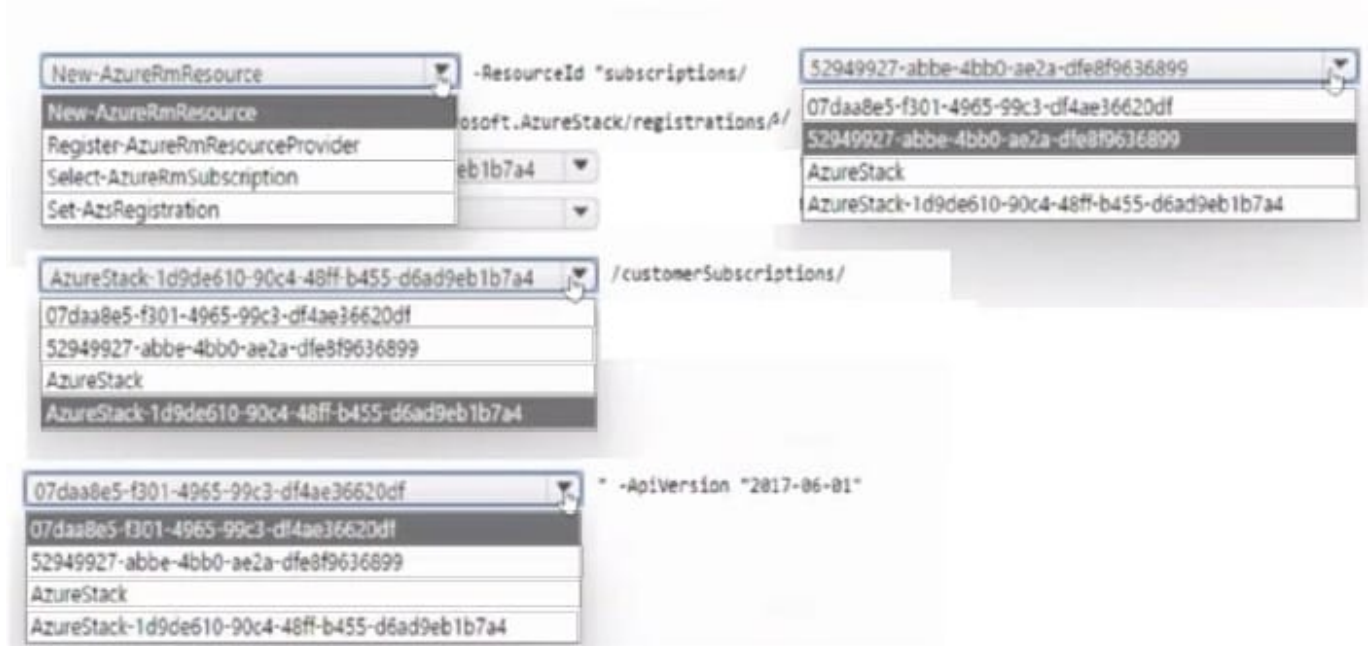 New-AzureRmResource -ResourceId "subscriptions/ 52949927-abbe-4bb0-ae2a-dfe8f9636899
New-AzureRmResource
Register-AzureRmResourceProvider
Select-AzureRmSubscription
Set-AzsRegistration
osoft.AzureStack/registrations/
eb1b7a4
07daa8e5-f301-4965-99c3-df4ae36620df
52949927-abbe-4bb0-ae2a-dfe8f9636899
AzureStack
AzureStack-1d9de610-90c4-48ff-b455-d6ad9eb1b7a4
AzureStack-1d9de610-90c4-48ff-b455-d6ad9eb1b7a4 /customerSubscriptions/
07daa8e5-f301-4965-99c3-df4ae36620df
52949927-abbe-4bb0-ae2a-dfe8f9636899
AzureStack
AzureStack-1d9de610-90c4-48ff-b455-d6ad9eb1b7a4
07daa8e5-f301-4965-99c3-df4ae36620df " -ApiVersion "2017-06-01"
07daa8e5-f301-4965-99c3-df4ae36620df
52949927-abbe-4bb0-ae2a-dfe8f9636899
AzureStack
AzureStack-1d9de610-90c4-48ff-b455-d6ad9eb1b7a4